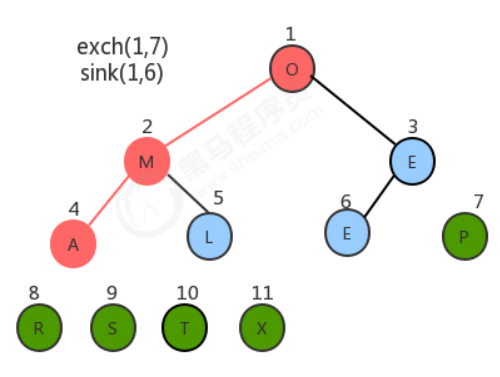 exch(1,7)
sink(1,6)
1
O
2
M
3
E
4
A
5
L
6
E
7
P
8
R
9
S
10
T
11
X
黑马程序员
www.itheima.com